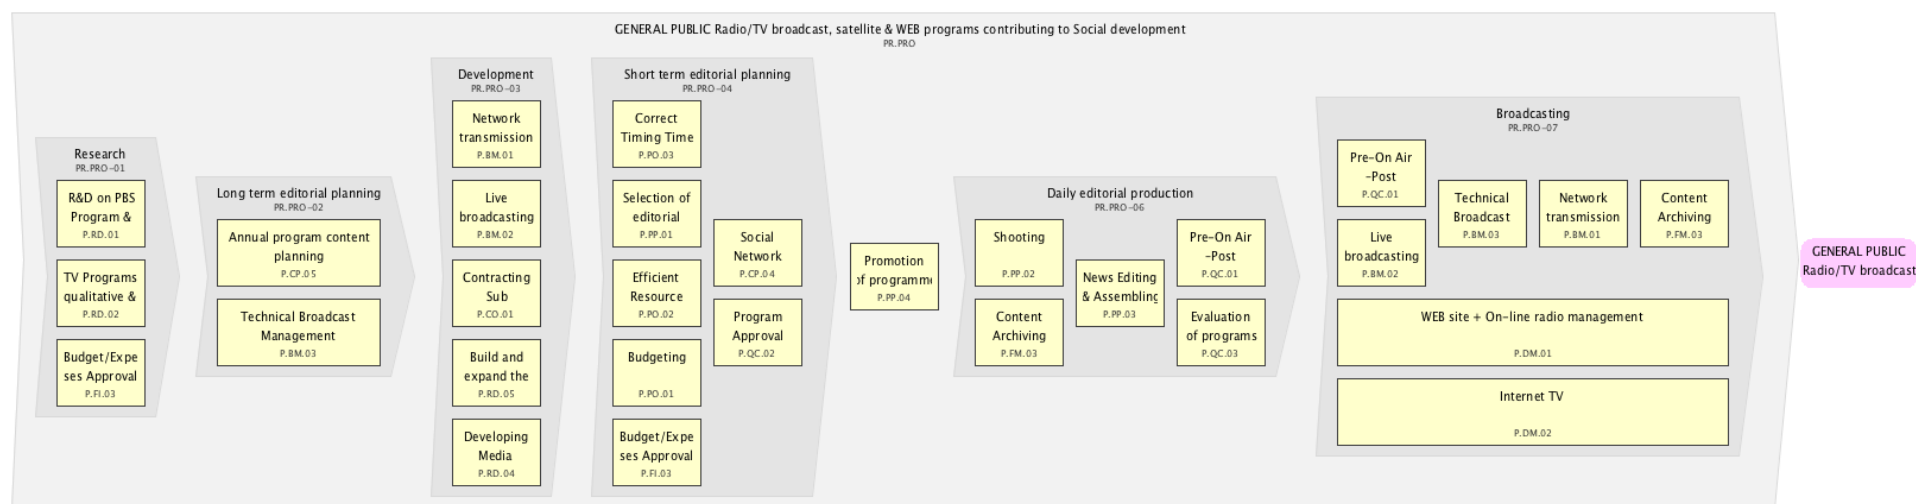 GENERAL PUBLIC Radio/TV broadcast, satellite & WEB programs contributing to Social development
PR.PRO
Research
PR.PRO-01
R&D on PBS
Program &
P.RD.01
TV Programs
qualitative &
P.RD.02
Budget/Expe
ses Approval
P.FI.03
Long term editorial planning
PR.PRO-02
Annual program content
planning
P.CP.05
Technical Broadcast
Management
P.BM.03
Development
PR.PRO-03
Network
transmission
P.BM.01
Live
broadcasting
P.BM.02
Contracting
Sub
P.CO.01
Build and
expand the
P.RD.05
Developing
Media
P.RD.04
Short term editorial planning
PR.PRO-04
Correct
Timing Time
P.PO.03
Selection of
editorial
P.PP.01
Efficient
Resource
P.PO.02
Budgeting
P.PO.01
Budget/Expe
ses Approval
P.FI.03
Social
Network
P.CP.04
Program
Approval
P.QC.02
Promotion
of programme
P.PP.04
Daily editorial production
PR.PRO-06
Shooting
P.PP.02
Content
Archiving
P.FM.03
News Editing
& Assembling
P.PP.03
Pre-On Air
-Post
P.QC.01
Evaluation
of programs
P.QC.03
Broadcasting
PR.PRO-07
Pre-On Air
-Post
P.QC.01
Live
broadcasting
P.BM.02
Technical
Broadcast
P.BM.03
Network
transmission
P.BM.01
Content
Archiving
P.FM.03
WEB site + On-line radio management
P.DM.01
Internet TV
P.DM.02
GENERAL PUBLIC
Radio/TV broadcast